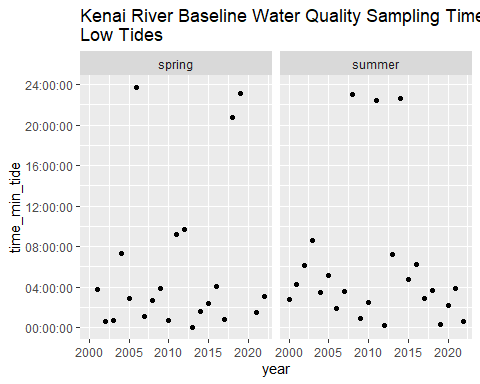 Kenai River Baseline Water Quality Sampling Time
Low Tides
spring
summer
24:00:00
20:00:00
16:00:00
12:00:00
08:00:00
04:00:00
00:00:00
time_min_tide
2000 2005 2010 2015 2020
2000 2005 2010 2015 2020
year